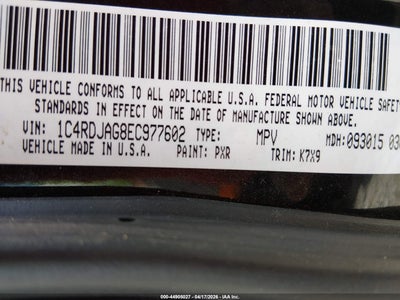 THIS VEHICLE CONFORMS TO ALL APPLICABLE U.S.A. FEDERAL MOTOR VEHICLE SAFETY
STANDARDS IN EFFECT ON THE DATE OF MANUFACTURE SHOWN ABOVE.
VIN: 1C4RDJAG8EC977602 TYPE: MPV MDH: 093015 030
VEHICLE MADE IN U.S.A. PAINT: PXR TRIM: K7X9
000-44905027 - 04/17/2026 - IAA Inc.